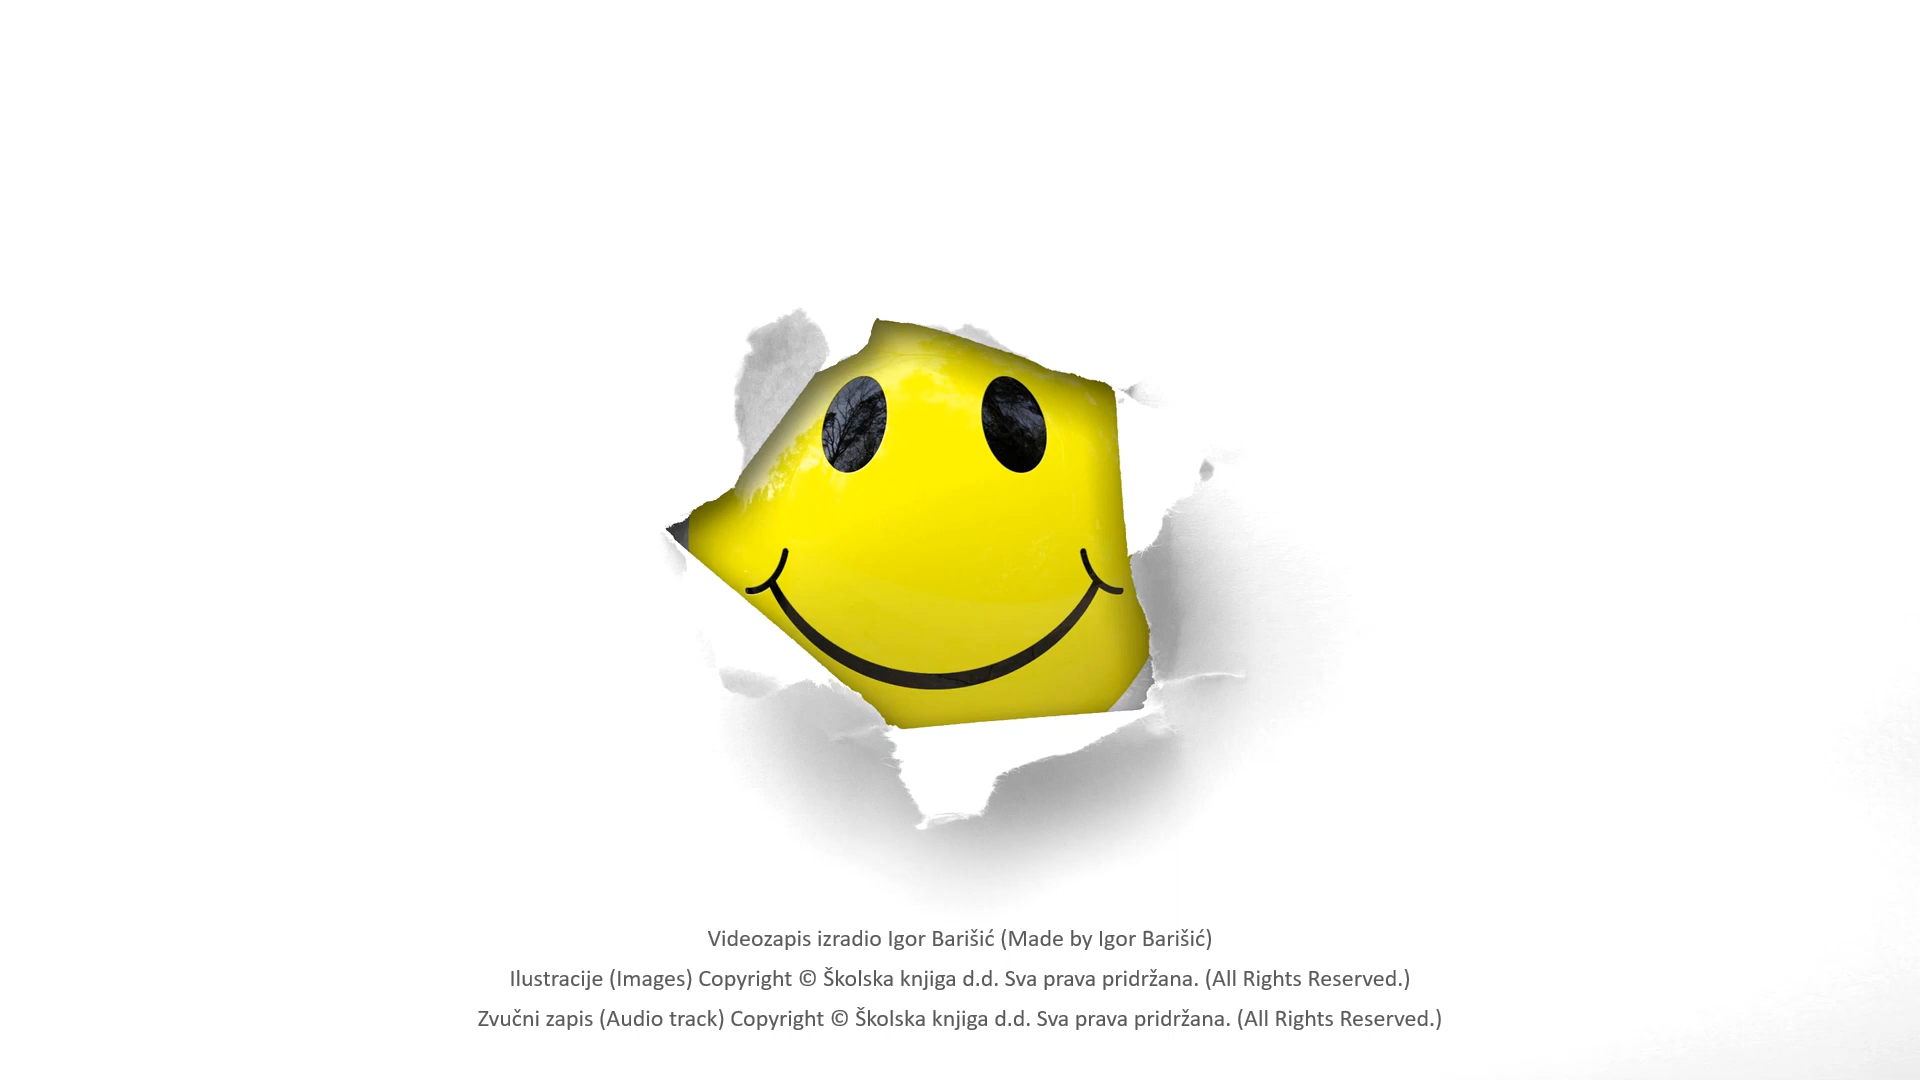 Videozapis izradio Igor Barišić (Made by Igor Barišić)
Ilustracije (Images) Copyright © Školska knjiga d.d. Sva prava pridržana. (All Rights Reserved.)
Zvučni zapis (Audio track) Copyright © Školska knjiga d.d. Sva prava pridržana. (All Rights Reserved.)